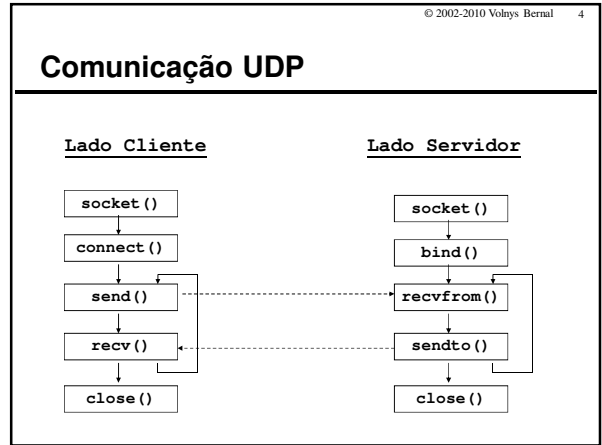 © 2002-2010 Volnys Bernal 4
Comunicação UDP
Lado Cliente
socket()
connect()
send()
recv()
close()
Lado Servidor
socket()
bind()
recvfrom()
sendto()
close()